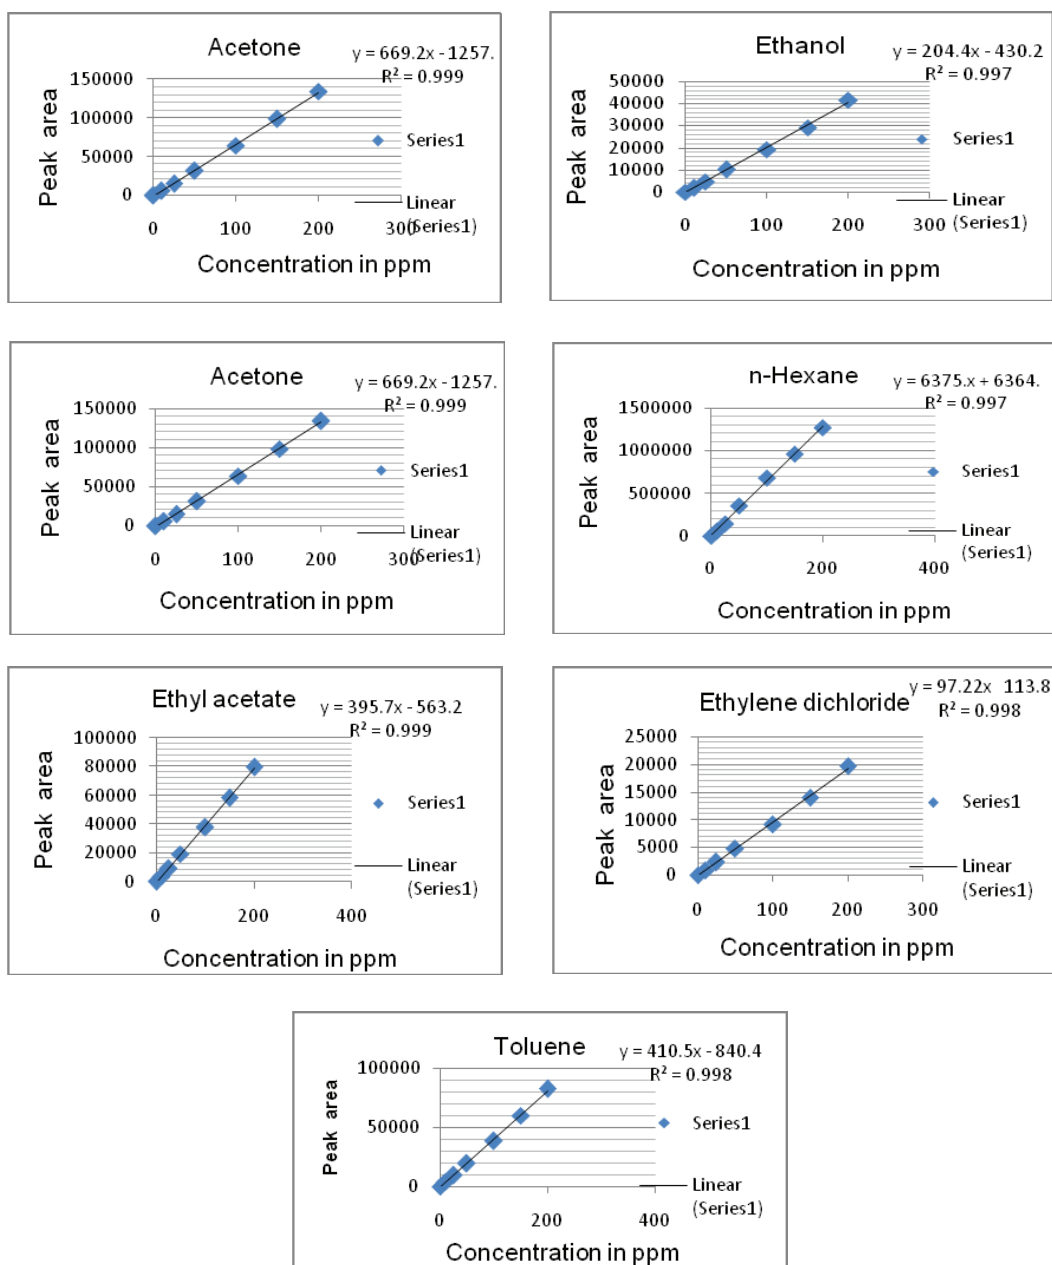 Acetone
y = 669.2x - 1257.
R² = 0.999
150000
100000
50000
0
0 100 200 300
Peak area
Concentration in ppm
Series1
Linear
(Series1)
Ethanol
y = 204.4x - 430.2
R² = 0.997
50000
40000
30000
20000
10000
0
0 100 200 300
Peak area
Concentration in ppm
Series1
Linear
(Series1)
Acetone
y = 669.2x - 1257.
R² = 0.999
150000
100000
50000
0
0 100 200 300
Peak area
Concentration in ppm
Series1
Linear
(Series1)
n-Hexane
y = 6375.x + 6364.
R² = 0.997
1500000
1000000
500000
0
0 200 400
Peak area
Concentration in ppm
Series1
Linear
(Series1)
Ethyl acetate
y = 395.7x - 563.2
R² = 0.999
100000
80000
60000
40000
20000
0
0 200 400
Peak area
Concentration in ppm
Series1
Linear
(Series1)
Ethylene dichloride
y = 97.22x 113.8
R² = 0.998
25000
20000
15000
10000
5000
0
0 100 200 300
Peak area
Concentration in ppm
Series1
Linear
(Series1)
Toluene
y = 410.5x - 840.4
R² = 0.998
100000
50000
0
0 200 400
Peak area
Concentration in ppm
Series1
Linear
(Series1)